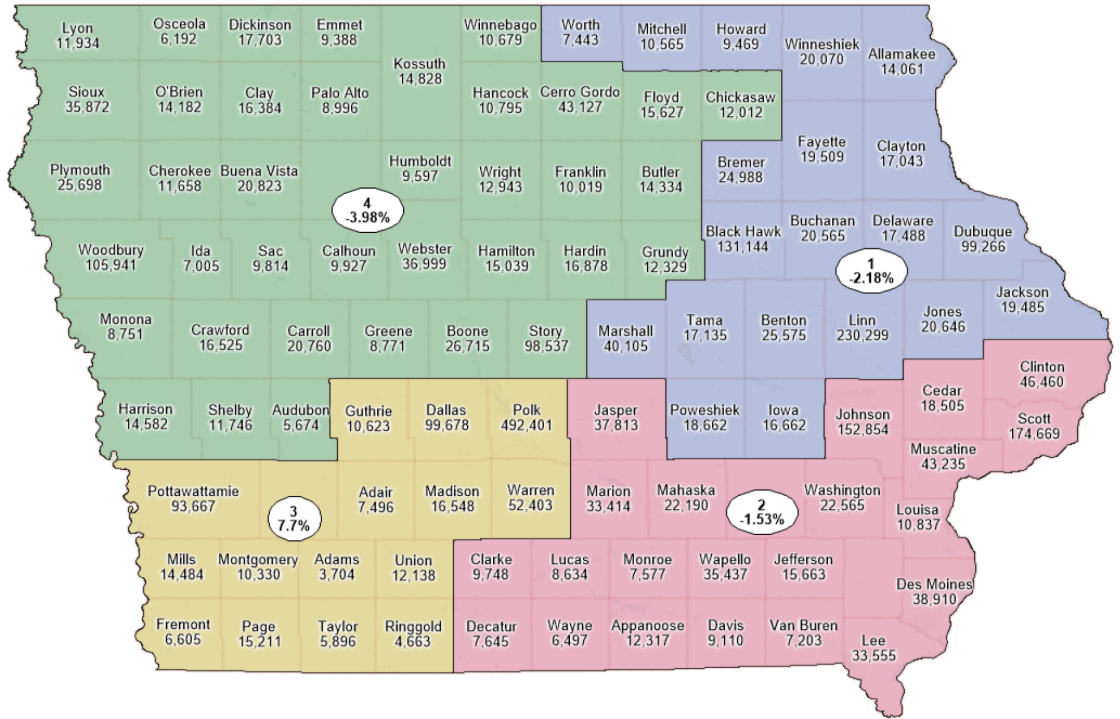 Lyon
11,934
Osceola
6,192
Dickinson
17,703
Emmet
9,388
Kossuth
14,828
Winnebago
10,679
Worth
7,443
Mitchell
10,565
Howard
9,469
Winneshiek
20,070
Allamakee
14,061
Sioux
35,872
O'Brien
14,182
Clay
16,384
Palo Alto
8,996
Hancock
10,795
Cerro Gordo
43,127
Floyd
15,627
Chickasaw
12,012
Plymouth
25,698
Cherokee
11,658
Buena Vista
20,823
Humboldt
9,597
Wright
12,943
Franklin
10,019
Butler
14,334
Bremer
24,988
Fayette
19,509
Clayton
17,043
4
-3.98%
Woodbury
105,941
Ida
7,005
Sac
9,814
Calhoun
9,927
Webster
36,999
Hamilton
15,039
Hardin
16,878
Grundy
12,329
Black Hawk
131,144
Buchanan
20,565
Delaware
17,488
Dubuque
99,266
1
-2.18%
Monona
8,751
Crawford
16,525
Carroll
20,760
Greene
8,771
Boone
26,715
Story
98,537
Marshall
40,105
Tama
17,135
Benton
25,575
Linn
230,299
Jones
20,646
Jackson
19,485
Harrison
14,582
Shelby
11,746
Audubon
5,674
Guthrie
10,623
Dallas
99,678
Polk
492,401
Jasper
37,813
Poweshiek
18,662
Iowa
16,662
Johnson
152,854
Cedar
18,505
Clinton
46,460
Scott
174,669
Muscatine
43,235
Pottawattamie
93,667
3
7.7%
Adair
7,496
Madison
16,548
Warren
52,403
Marion
33,414
Mahaska
22,190
2
-1.53%
Washington
22,565
Louisa
10,837
Mills
14,484
Montgomery
10,330
Adams
3,704
Union
12,138
Clarke
9,748
Lucas
8,634
Monroe
7,577
Wapello
35,437
Jefferson
15,663
Des Moines
38,910
Fremont
6,605
Page
15,211
Taylor
5,896
Ringgold
4,663
Decatur
7,645
Wayne
6,497
Appanoose
12,317
Davis
9,110
Van Buren
7,203
Lee
33,555